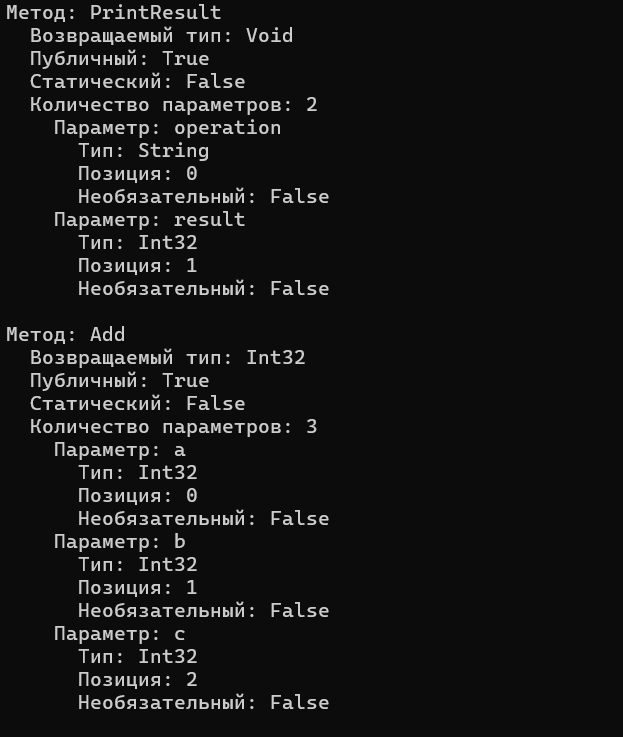 Метод: PrintResult
Возвращаемый тип: Void
Публичный: True
Статический: False
Количество параметров: 2
Параметр: operation
Тип: String
Позиция: 0
Необязательный: False
Параметр: result
Тип: Int32
Позиция: 1
Необязательный: False
Метод: Add
Возвращаемый тип: Int32
Публичный: True
Статический: False
Количество параметров: 3
Параметр: a
Тип: Int32
Позиция: 0
Необязательный: False
Параметр: b
Тип: Int32
Позиция: 1
Необязательный: False
Параметр: c
Тип: Int32
Позиция: 2
Необязательный: False